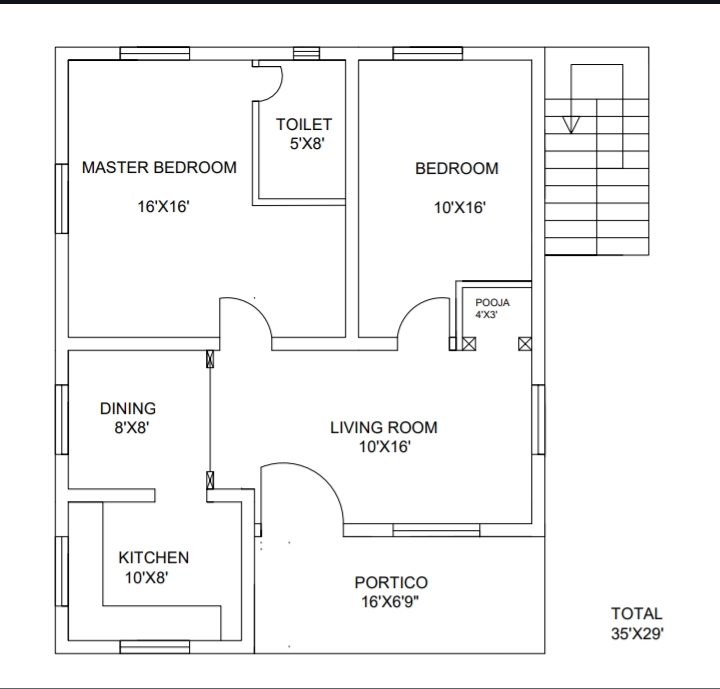 TOILET
5'X8'
MASTER BEDROOM
16'X16'
BEDROOM
10'X16'
POOJA
4'X3'
DINING
8'X8'
LIVING ROOM
10'X16'
KITCHEN
10'X8'
PORTICO
16'X6'9"
TOTAL
35'X29'